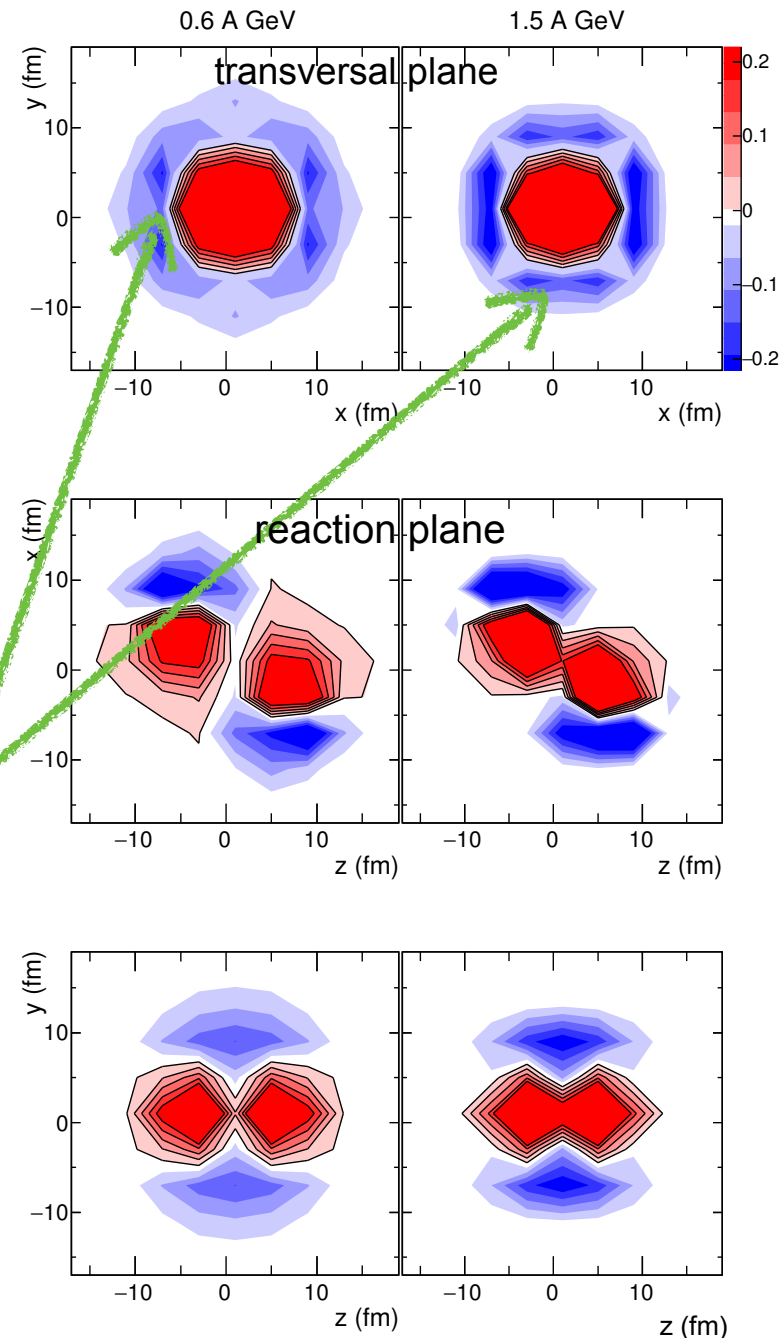 0.6 A GeV 1.5 A GeV
transversal plane
y (fm)
10
0
−10
−10 0 10 −10 0 10
x (fm) x (fm)
0.2
0.1
0
−0.1
−0.2
reaction plane
x (fm)
10
0
−10
−10 0 10 −10 0 10
z (fm) z (fm)
y (fm)
10
0
−10
−10 0 10 −10 0 10
z (fm) z (fm)